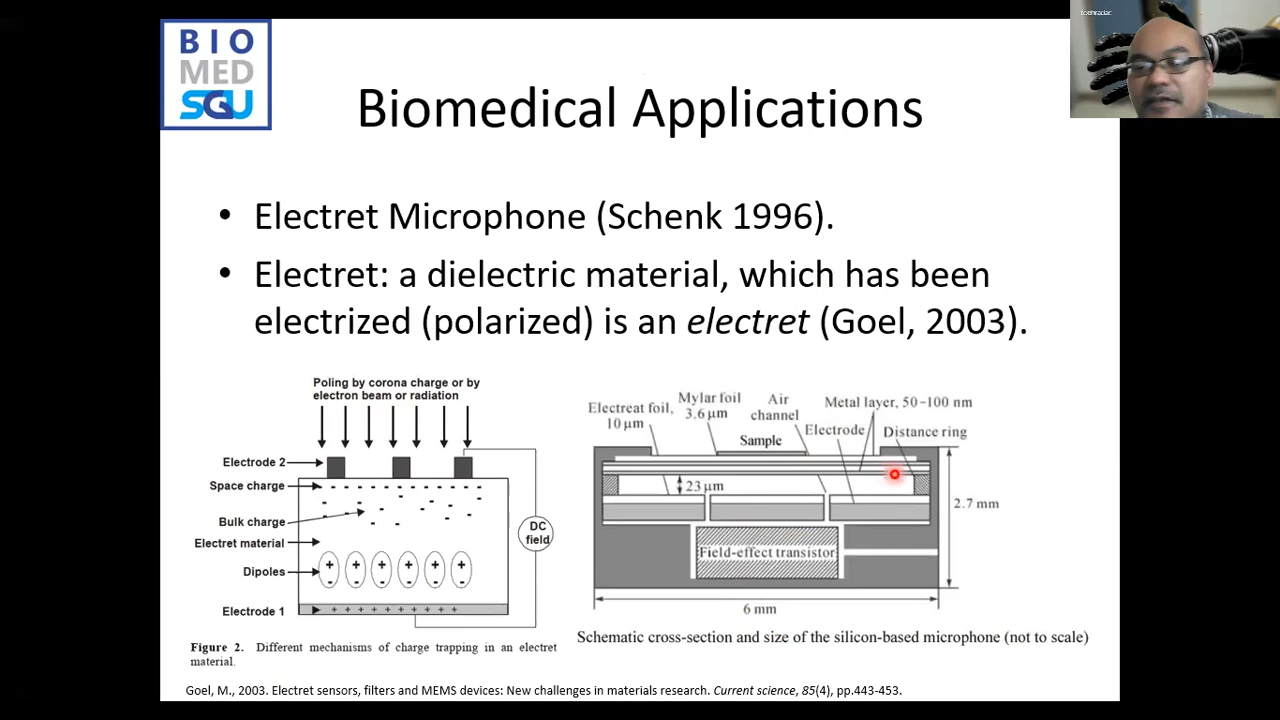 BIO
MED
SGU
techradar.
Biomedical Applications
• Electret Microphone (Schenk 1996).
• Electret: a dielectric material, which has been
electrized (polarized) is an electret (Goel, 2003).
Poling by corona charge or by
electron beam or radiation
Electrode 2
Space charge
Bulk charge
Electret material
Dipoles
Electrode 1
DC
field
+ + + + + +
- - - - - -
+ + + + + + + + + +
Figure 2. Different mechanisms of charge trapping in an electret
material.
Electreat foil,
10 μm
Mylar foil
3.6 μm
Air
channel
Metal layer, 50–100 nm
Sample
Electrode
Distance ring
23 μm
2.7 mm
Field-effect transistor
6 mm
Schematic cross-section and size of the silicon-based microphone (not to scale)
Goel, M., 2003. Electret sensors, filters and MEMS devices: New challenges in materials research. Current science, 85(4), pp.443-453.